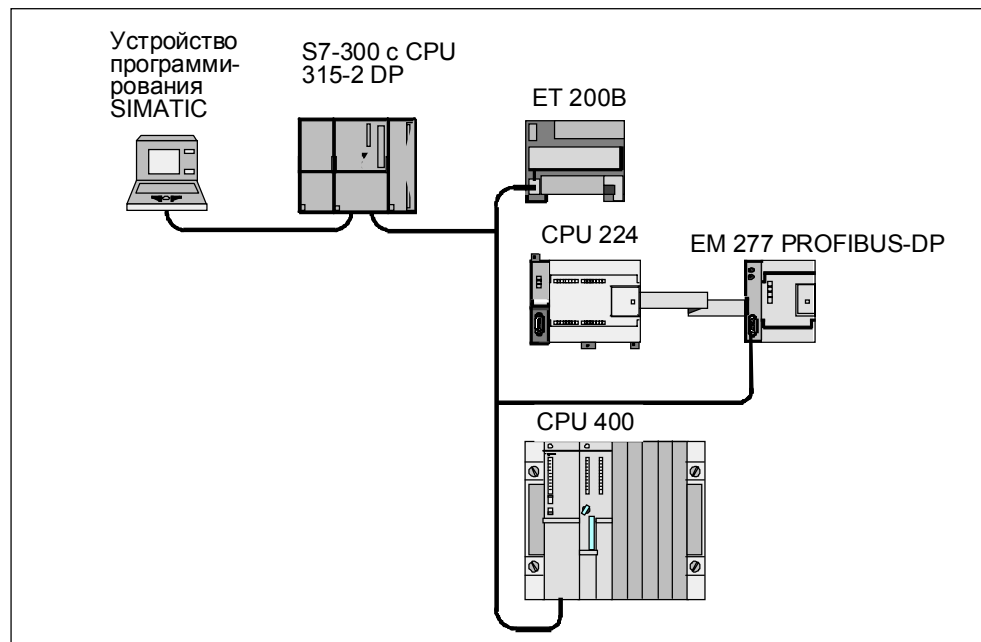 Устройство
программи-
рования
SIMATIC
S7-300 с CPU
315-2 DP
ET 200B
CPU 224
EM 277 PROFIBUS-DP
CPU 400